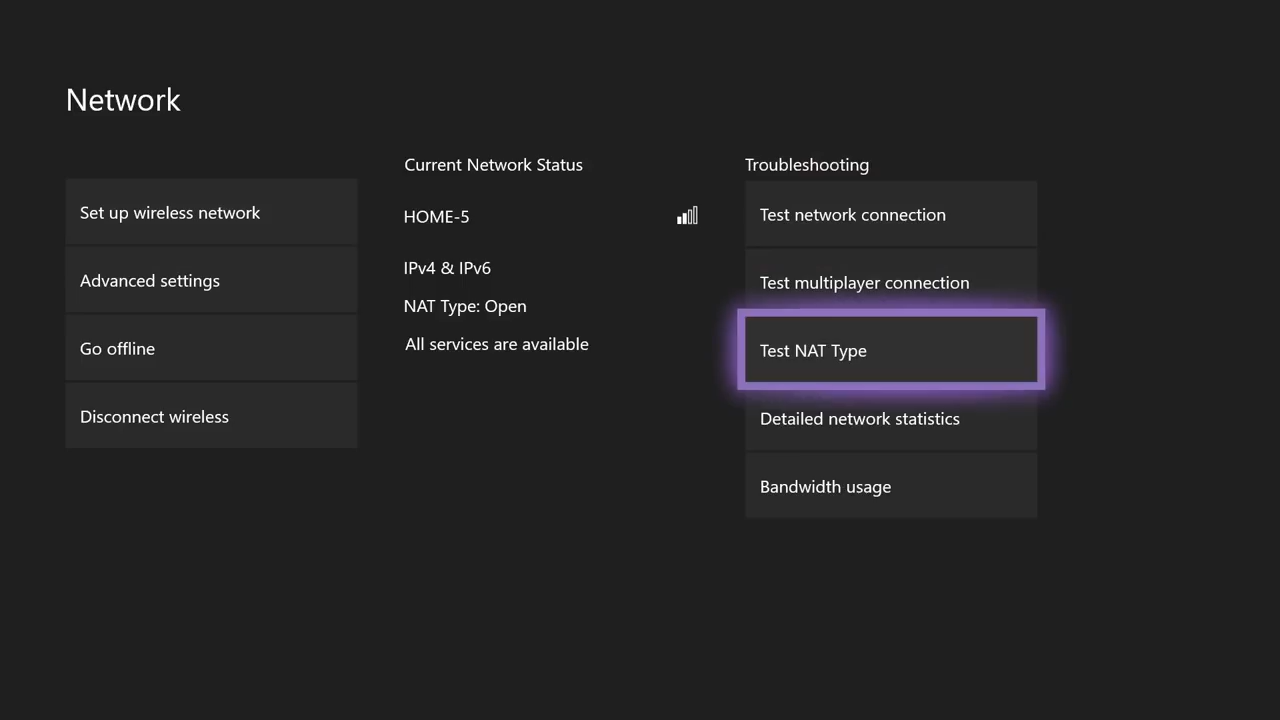 Network
Set up wireless network
Advanced settings
Go offline
Disconnect wireless
Current Network Status
HOME-5
IPv4 & IPv6
NAT Type: Open
All services are available
Troubleshooting
Test network connection
Test multiplayer connection
Test NAT Type
Detailed network statistics
Bandwidth usage